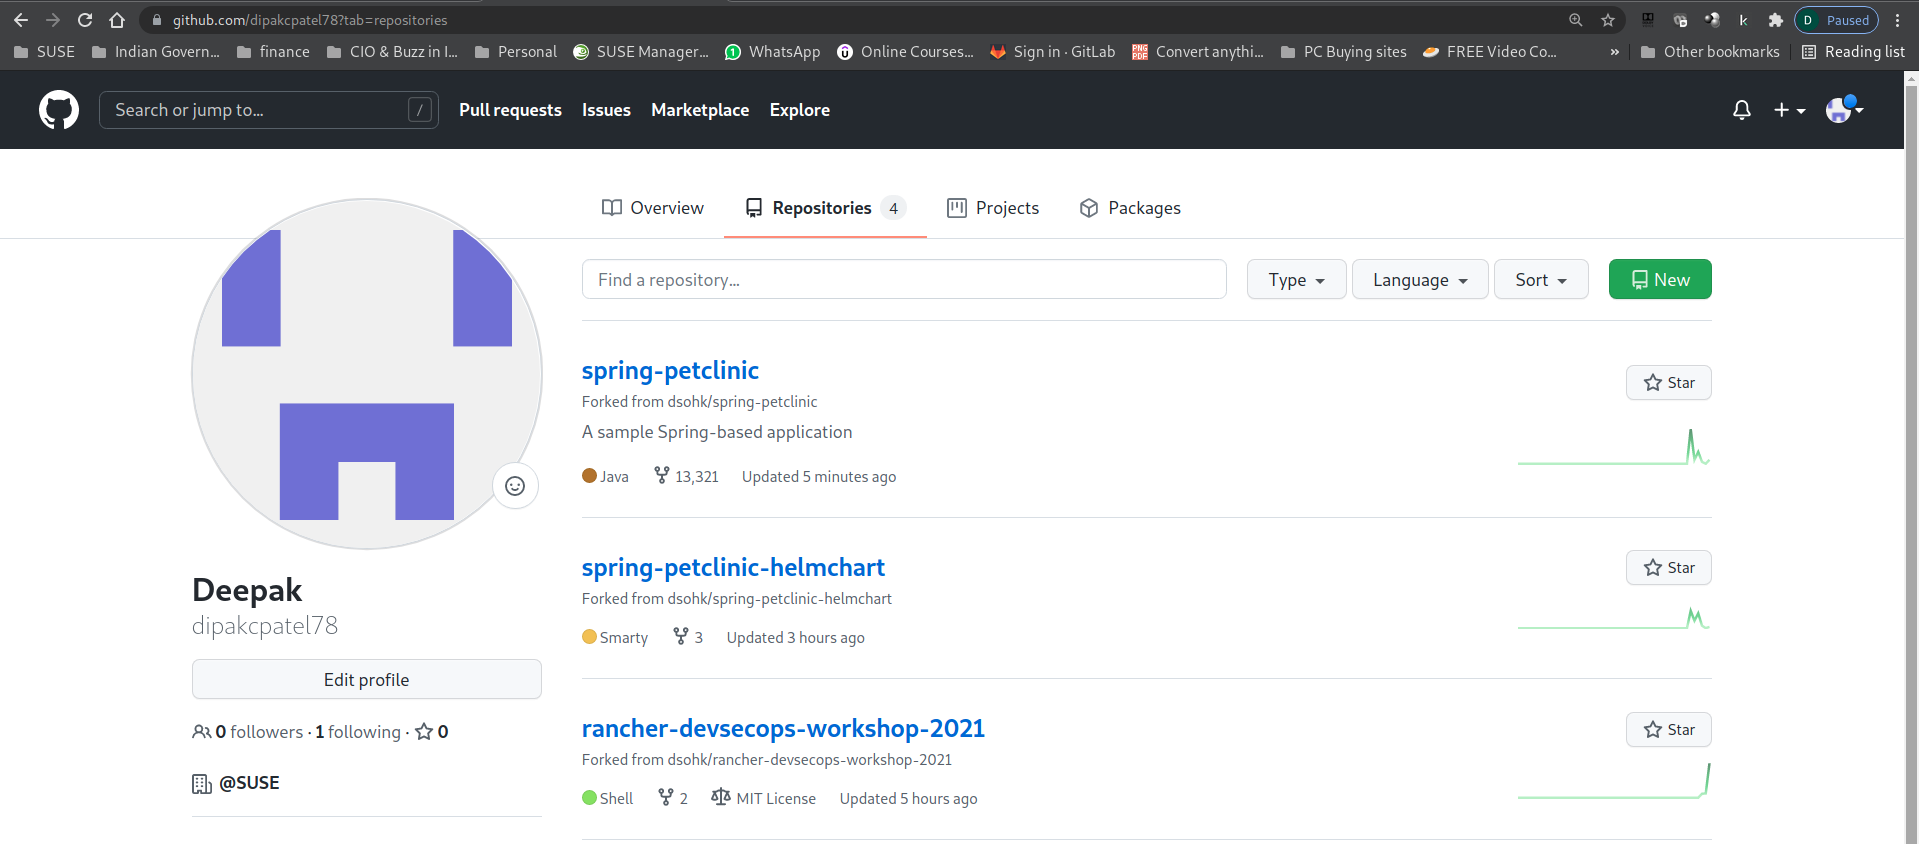 github.com/dipakcpatel78?tab=repositories
D Paused
SUSE Indian Govern... finance CIO & Buzz in I... Personal SUSE Manager... WhatsApp Online Courses... Sign in · GitLab PNG PDF Convert anythi... PC Buying sites FREE Video Co... » Other bookmarks Reading list
Search or jump to... / Pull requests Issues Marketplace Explore
Overview Repositories 4 Projects Packages
Find a repository... Type Language Sort New
spring-petclinic
Star
Forked from dsohk/spring-petclinic
A sample Spring-based application
Java 13,321 Updated 5 minutes ago
spring-petclinic-helmchart
Star
Forked from dsohk/spring-petclinic-helmchart
Smarty 3 Updated 3 hours ago
rancher-devsecops-workshop-2021
Star
Forked from dsohk/rancher-devsecops-workshop-2021
Shell 2 MIT License Updated 5 hours ago
Deepak
dipakcpatel78
Edit profile
0 followers · 1 following · 0
@SUSE